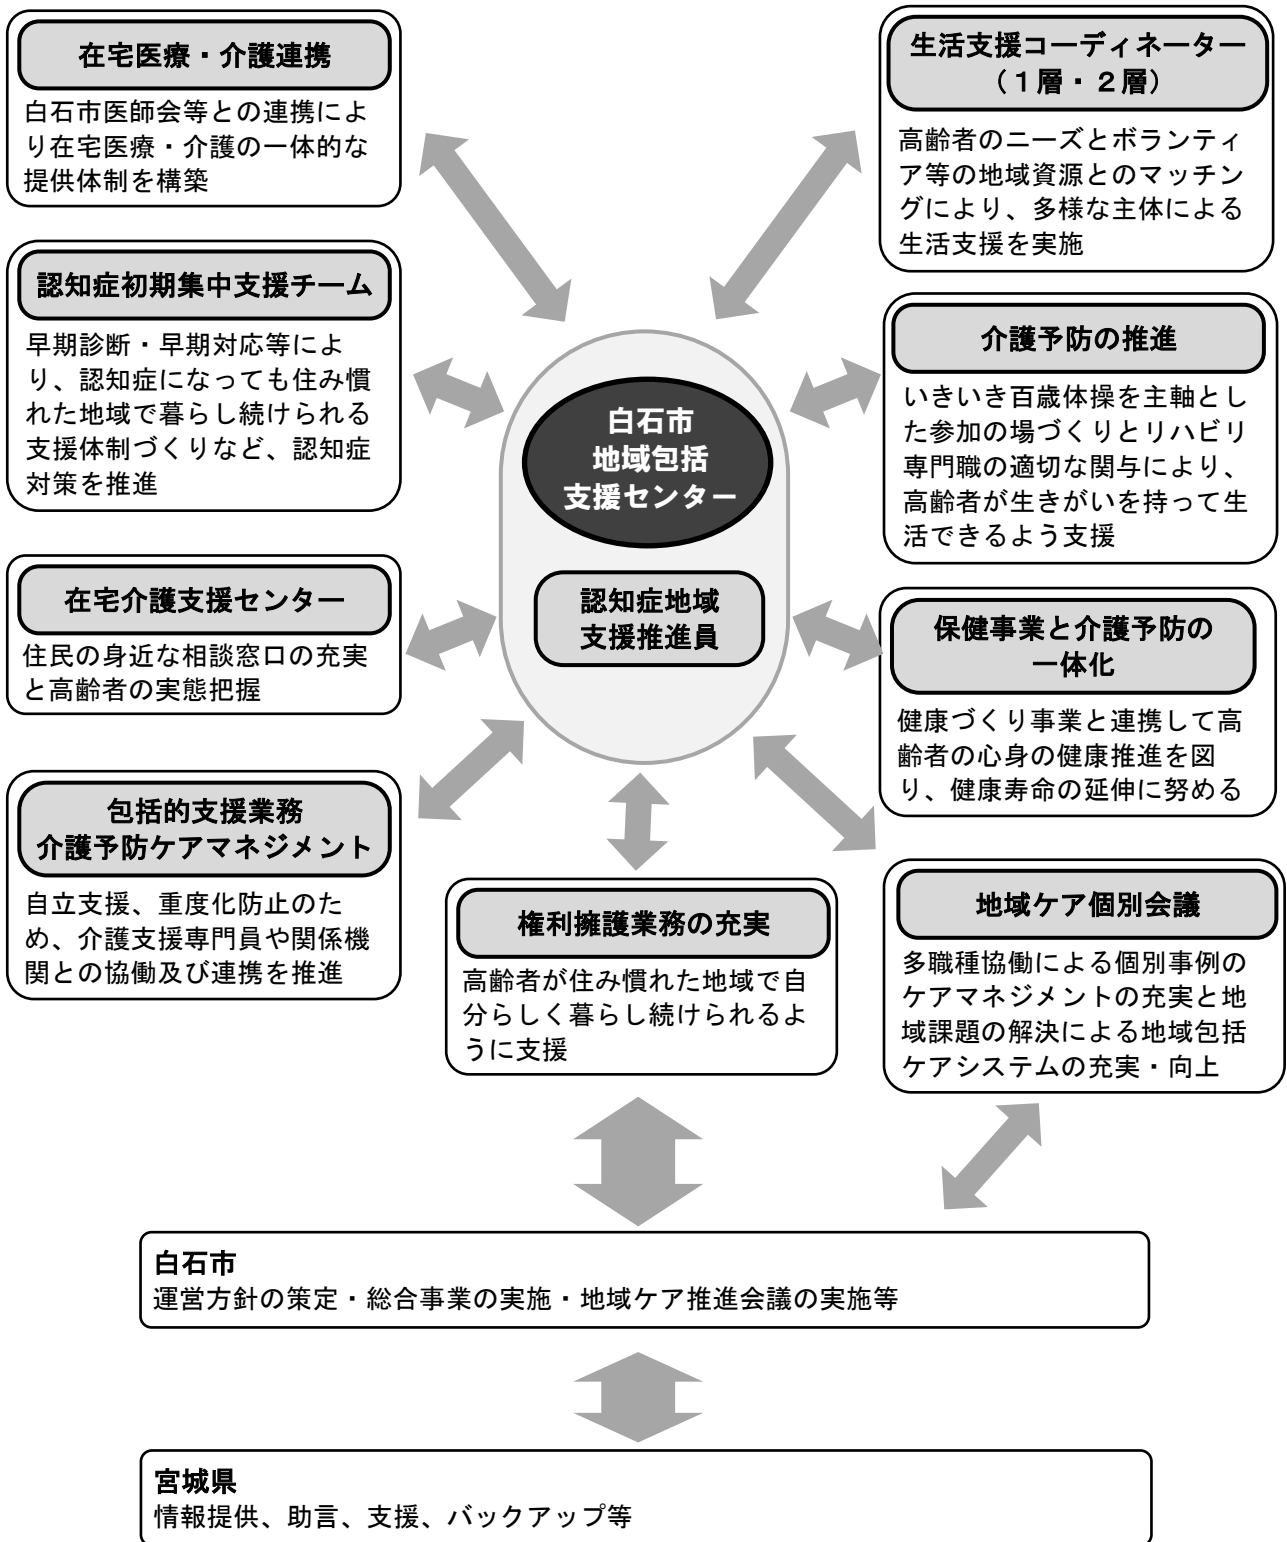 在宅医療・介護連携
白石市医師会等との連携によ
り在宅医療・介護の一体的な
提供体制を構築
認知症初期集中支援チーム
早期診断・早期対応等によ
り、認知症になっても住み慣
れた地域で暮らし続けられる
支援体制づくりなど、認知症
対策を推進
在宅介護支援センター
住民の身近な相談窓口の充実
と高齢者の実態把握
包括的支援業務
介護予防ケアマネジメント
自立支援、重度化防止のた
め、介護支援専門員や関係機
関との協働及び連携を推進
白石市
地域包括
支援センター
認知症地域
支援推進員
権利擁護業務の充実
高齢者が住み慣れた地域で自
分らしく暮らし続けられるよ
うに支援
生活支援コーディネーター
（１層・２層）
高齢者のニーズとボランティ
ア等の地域資源とのマッチン
グにより、多様な主体による
生活支援を実施
介護予防の推進
いきいき百歳体操を主軸とし
た参加の場づくりとリハビリ
専門職の適切な関与により、
高齢者が生きがいを持って生
活できるよう支援
保健事業と介護予防の
一体化
健康づくり事業と連携して高
齢者の心身の健康推進を図
り、健康寿命の延伸に努める
地域ケア個別会議
多職種協働による個別事例の
ケアマネジメントの充実と地
域課題の解決による地域包括
ケアシステムの充実・向上
白石市
運営方針の策定・総合事業の実施・地域ケア推進会議の実施等
宮城県
情報提供、助言、支援、バックアップ等